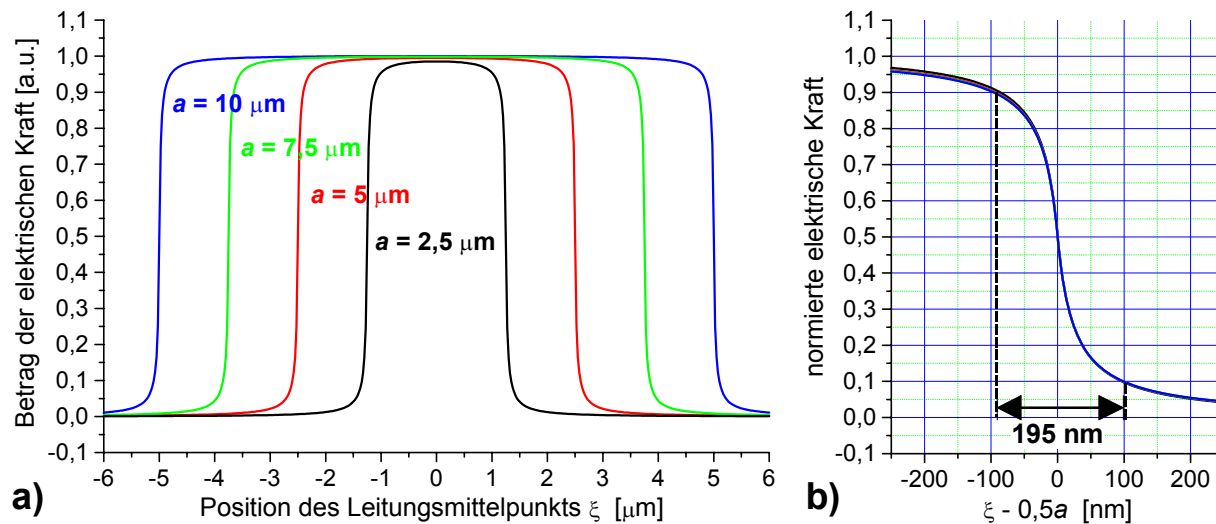 Betrag der elektrischen Kraft [a.u.]
1,1
1,0
0,9
0,8
0,7
0,6
0,5
0,4
0,3
0,2
0,1
0,0
-0,1
a = 10 μm
a = 7,5 μm
a = 5 μm
a = 2,5 μm
-6 -5 -4 -3 -2 -1 0 1 2 3 4 5 6
Position des Leitungsmittelpunkts ξ [μm]
a)
normierte elektrische Kraft
1,1
1,0
0,9
0,8
0,7
0,6
0,5
0,4
0,3
0,2
0,1
0,0
-0,1
195 nm
-200 -100 0 100 200
ξ - 0,5a [nm]
b)